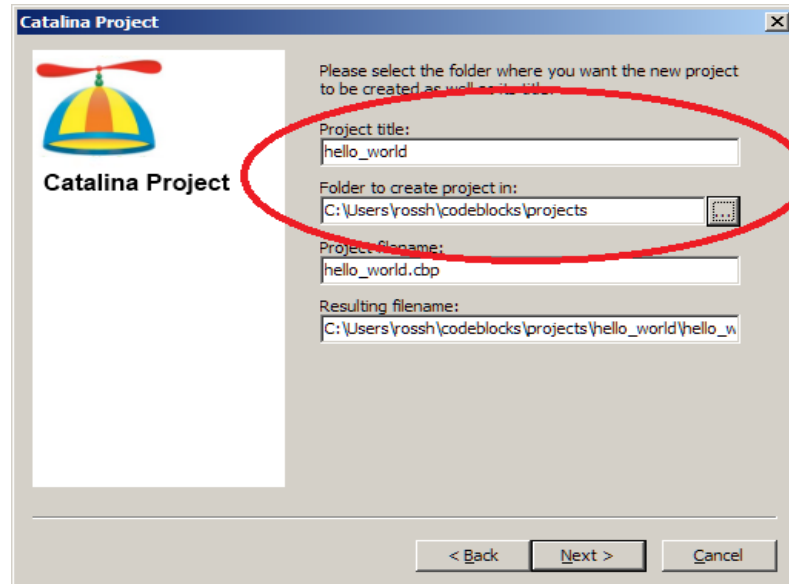 Catalina Project
Please select the folder where you want the new project
to be created as well as its title.
Project title:
hello_world
Catalina Project
Folder to create project in:
C:\Users\rossh\codeblocks\projects
...
Project filename:
hello_world.cbp
Resulting filename:
C:\Users\rossh\codeblocks\projects\hello_world\hello_w
< Back
Next >
Cancel